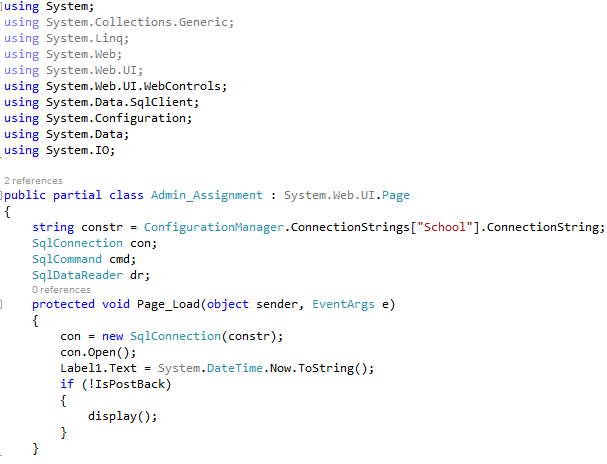 using System;
using System.Collections.Generic;
using System.Linq;
using System.Web;
using System.Web.UI;
using System.Web.UI.WebControls;
using System.Data.SqlClient;
using System.Configuration;
using System.Data;
using System.IO;
2 references
public partial class Admin_Assignment : System.Web.UI.Page
{
    string constr = ConfigurationManager.ConnectionStrings["School"].ConnectionString;
    SqlConnection con;
    SqlCommand cmd;
    SqlDataReader dr;
    0 references
    protected void Page_Load(object sender, EventArgs e)
    {
        con = new SqlConnection(constr);
        con.Open();
        Label1.Text = System.DateTime.Now.ToString();
        if (!IsPostBack)
        {
            display();
        }
    }